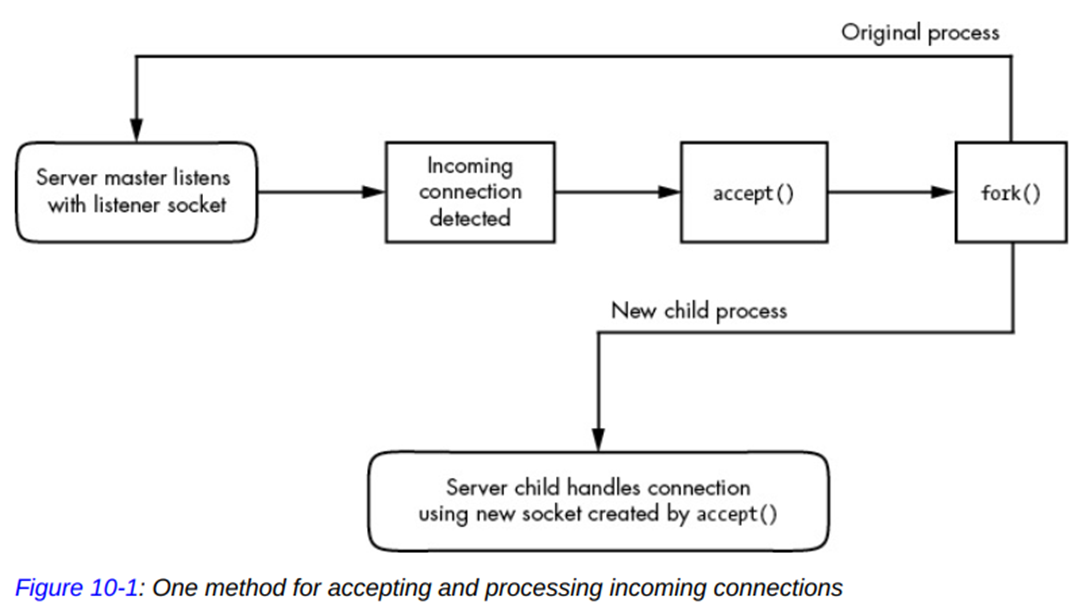 Original process
Server master listens
with listener socket
Incoming
connection
detected
accept()
fork()
New child process
Server child handles connection
using new socket created by accept()
Figure 10-1: One method for accepting and processing incoming connections